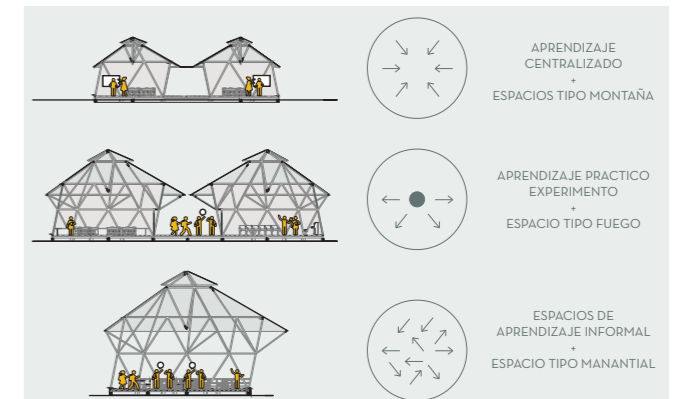 APRENDIZAJE
CENTRALIZADO
+
ESPACIOS TIPO MONTAÑA
APRENDIZAJE PRACTICO
EXPERIMENTO
+
ESPACIO TIPO FUEGO
ESPACIOS DE
APRENDIZAJE INFORMAL
+
ESPACIO TIPO MANANTIAL